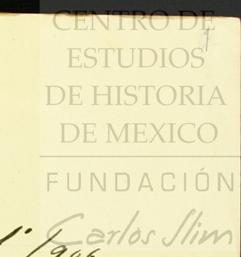 CENTRO DE
ESTUDIOS
DE HISTORIA
DE MEXICO
FUNDACIÓN
Carlos Slim